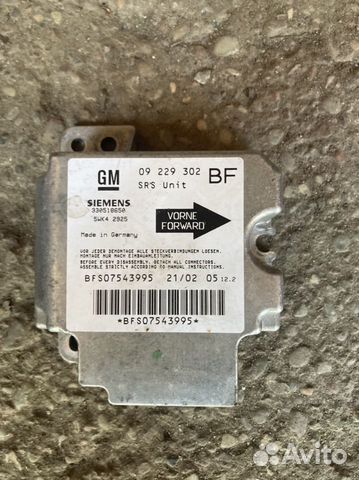 GM
09 229 302 BF
SRS Unit
SIEMENS
330518650
5WK4 2925
Made in Germany
VORNE
FORWARD
VOR JEDER DEMONTAGE ALLE STECKVERBINDUNGEN LOESEN.
MONTAGE NUR NACH EINBAUANLEITUNG.
BEFORE EVERY DISASSEMBLY, DETACH ALL CONNECTORS.
ASSEMBLE STRICTLY ACCORDING TO MANUAL INSTRUCTIONS.
BFS07543995 21/02 05 12.2
*BFS07543995*
Avito